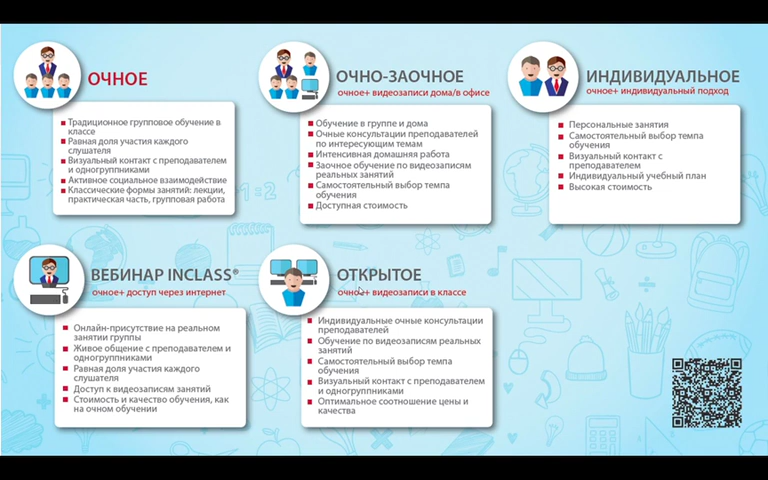 ОЧНОЕ
Традиционное групповое обучение в
классе
Равная доля участия каждого
слушателя
Визуальный контакт с преподавателем
и одногруппниками
Активное социальное взаимодействие
Классические формы занятий: лекции,
практическая часть, групповая работа
ОЧНО-ЗАОЧНОЕ
очное+ видеозаписи дома/в офисе
Обучение в группе и дома
Очные консультации преподавателей
по интересующим темам
Интенсивная домашняя работа
Заочное обучение по видеозаписям
реальных занятий
Самостоятельный выбор темпа
обучения
Доступная стоимость
ИНДИВИДУАЛЬНОЕ
очное+ индивидуальный подход
Персональные занятия
Самостоятельный выбор темпа
обучения
Визуальный контакт с
преподавателем
Индивидуальный учебный план
Высокая стоимость
ВЕБИНАР INCLASS®
очное+ доступ через интернет
Онлайн-присутствие на реальном
занятии группы
Живое общение с преподавателем и
одногруппниками
Равная доля участия каждого
слушателя
Доступ к видеозаписям занятий
Стоимость и качество обучения, как
на очном обучении
ОТКРЫТОЕ
очное+ видеозаписи в классе
Индивидуальные очные консультации
преподавателей
Обучение по видеозаписям реальных
занятий
Самостоятельный выбор темпа
обучения
Визуальный контакт с преподавателем
и одногруппниками
Оптимальное соотношение цены и
качества